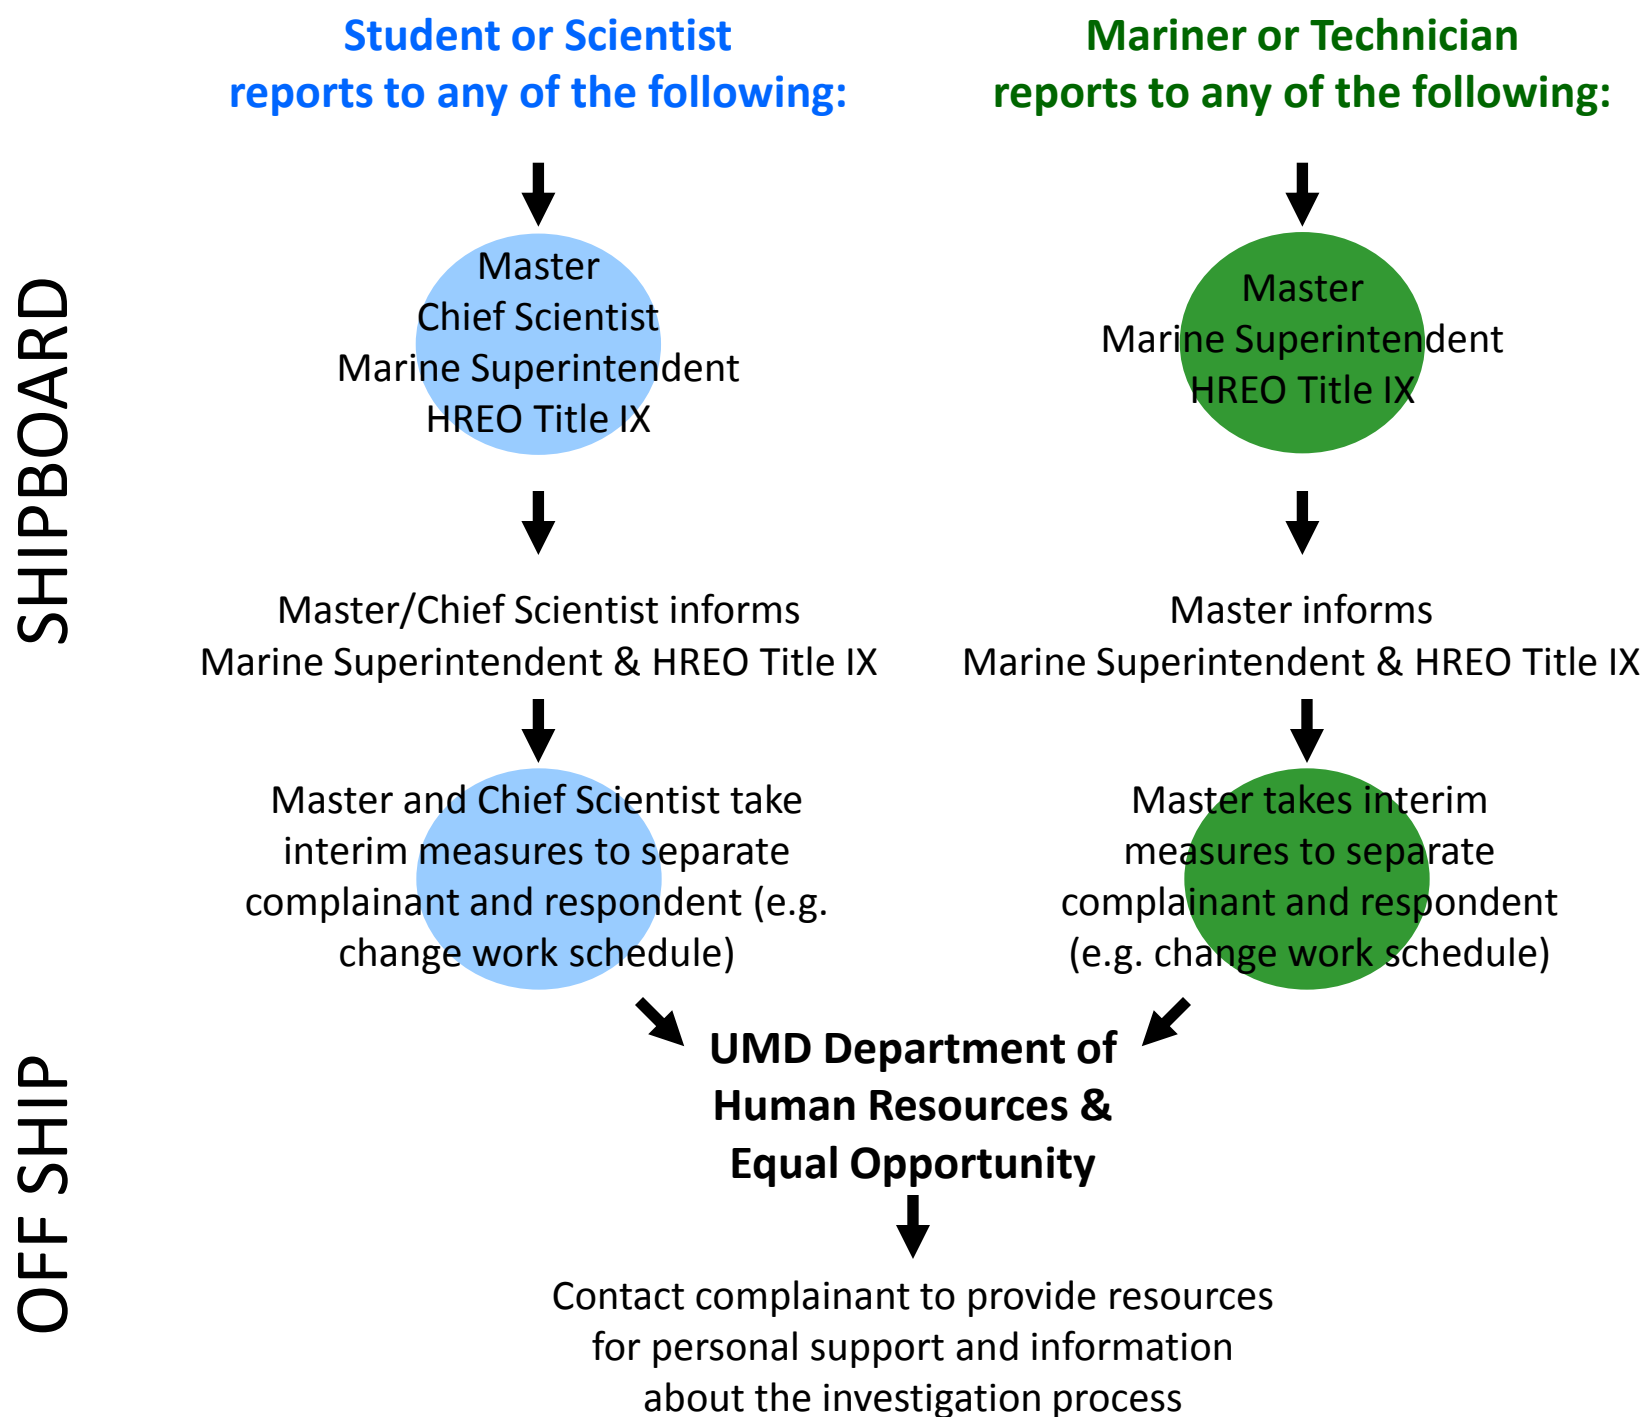 Student or Scientist
reports to any of the following:
Mariner or Technician
reports to any of the following:
SHIPBOARD
Master
Chief Scientist
Marine Superintendent
HREO Title IX
Master
Marine Superintendent
HREO Title IX
Master/Chief Scientist informs
Marine Superintendent & HREO Title IX
Master informs
Marine Superintendent & HREO Title IX
Master and Chief Scientist take
interim measures to separate
complainant and respondent (e.g.
change work schedule)
Master takes interim
measures to separate
complainant and respondent
(e.g. change work schedule)
OFF SHIP
UMD Department of
Human Resources &
Equal Opportunity
Contact complainant to provide resources
for personal support and information
about the investigation process